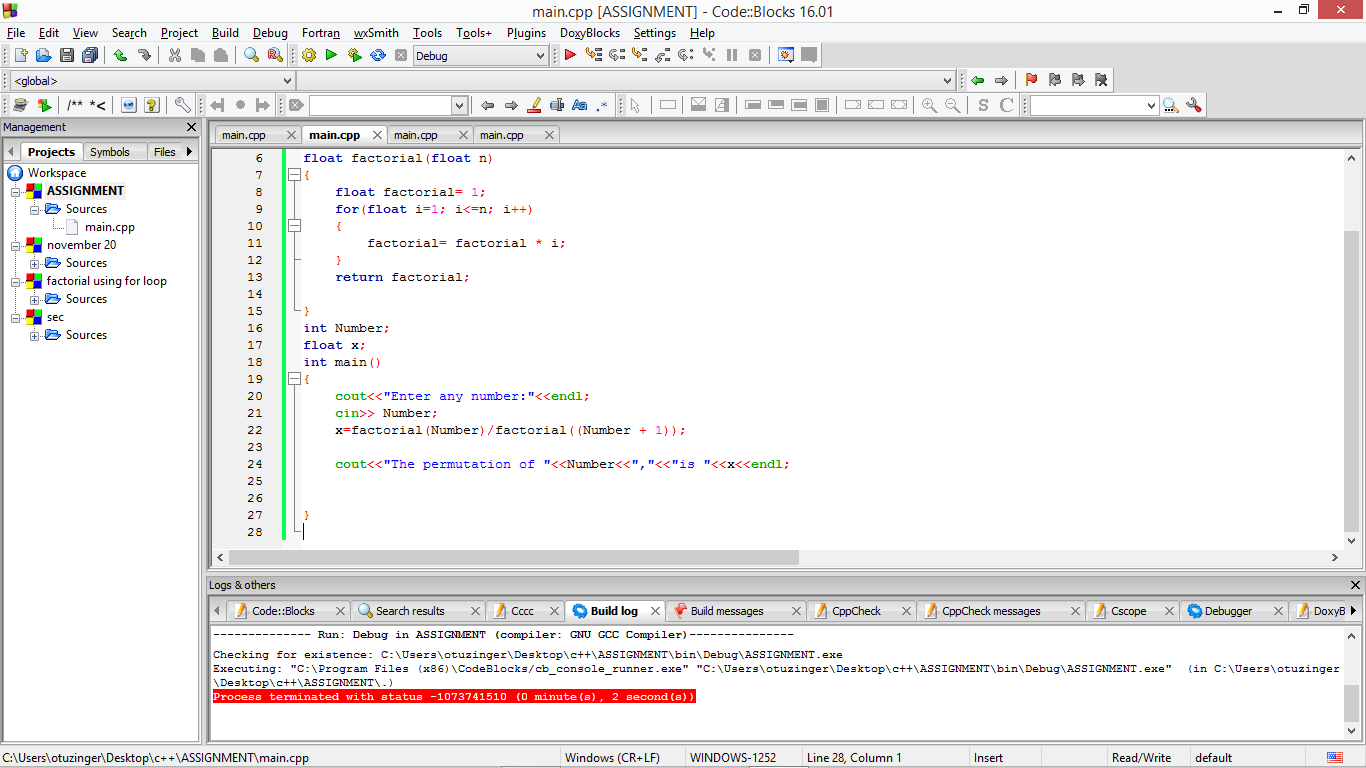 main.cpp [ASSIGNMENT] - Code::Blocks 16.01
File Edit View Search Project Build Debug Fortran wxSmith Tools Tools+ Plugins DoxyBlocks Settings Help
Debug
<global>
/** *<
Aa .*
S C
Management
Projects Symbols Files
Workspace
ASSIGNMENT
Sources
main.cpp
november 20
Sources
factorial using for loop
Sources
sec
Sources
main.cpp main.cpp main.cpp main.cpp
6 float factorial(float n)
7 {
8 float factorial= 1;
9 for(float i=1; i<=n; i++)
10 {
11 factorial= factorial * i;
12 }
13 return factorial;
14
15 }
16 int Number;
17 float x;
18 int main()
19 {
20 cout<<"Enter any number:"<<endl;
21 cin>> Number;
22 x=factorial(Number)/factorial((Number + 1));
23
24 cout<<"The permutation of "<<Number<<","<<"is "<<x<<endl;
25
26
27 }
28
Logs & others
Code::Blocks Search results Cccc Build log Build messages CppCheck CppCheck messages Cscope Debugger DoxyB
-------------- Run: Debug in ASSIGNMENT (compiler: GNU GCC Compiler)---------------
Checking for existence: C:\Users\otuzinger\Desktop\c++\ASSIGNMENT\bin\Debug\ASSIGNMENT.exe
Executing: "C:\Program Files (x86)\CodeBlocks/cb_console_runner.exe" "C:\Users\otuzinger\Desktop\c++\ASSIGNMENT\bin\Debug\ASSIGNMENT.exe" (in C:\Users\otuzinger
\Desktop\c++\ASSIGNMENT\.)
Process terminated with status -1073741510 (0 minute(s), 2 second(s))
C:\Users\otuzinger\Desktop\c++\ASSIGNMENT\main.cpp Windows (CR+LF) WINDOWS-1252 Line 28, Column 1 Insert Read/Write default